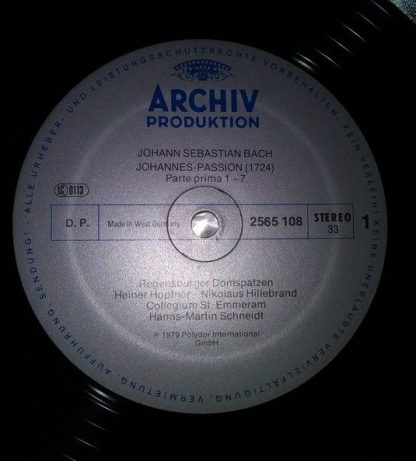 ALLE URHEBER- UND LEISTUNGSSCHUTZRECHTE VORBEHALTEN · KEIN VERLEIH · KEINE UNERLAUBTE VERVIELFÄLTIGUNG, VERMIETUNG, AUFFÜHRUNG, SENDUNG! ·
ARCHIV
PRODUKTION
JOHANN SEBASTIAN BACH
JOHANNES-PASSION (1724)
Parte prima 1 – 7
LC 0113
D. P.
Made in West Germany
2565 108
STEREO
33
1
Regensburger Domspatzen
Heiner Hopfner · Nikolaus Hillebrand
Collegium St. Emmeram
Hanns-Martin Schneidt
℗ 1979 Polydor International
GmbH